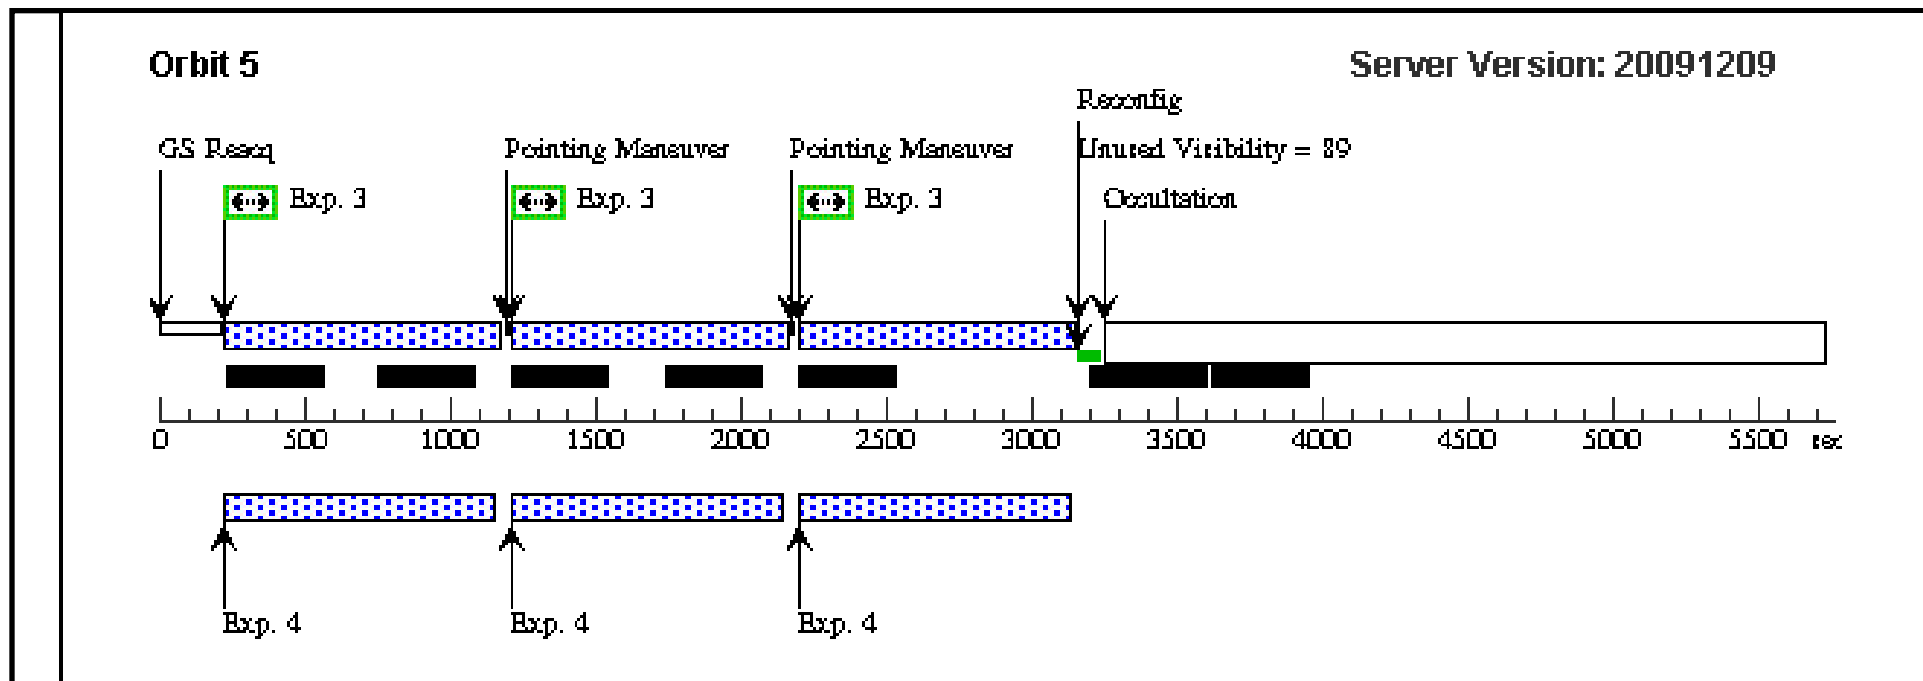 Orbit 5
Server Version: 20091209
Reconfig
GS Reacq
Pointing Maneuver
Pointing Maneuver
Unused Visibility = 89
Exp. 3
Exp. 3
Exp. 3
Occultation
0 500 1000 1500 2000 2500 3000 3500 4000 4500 5000 5500 sec
Exp. 4
Exp. 4
Exp. 4